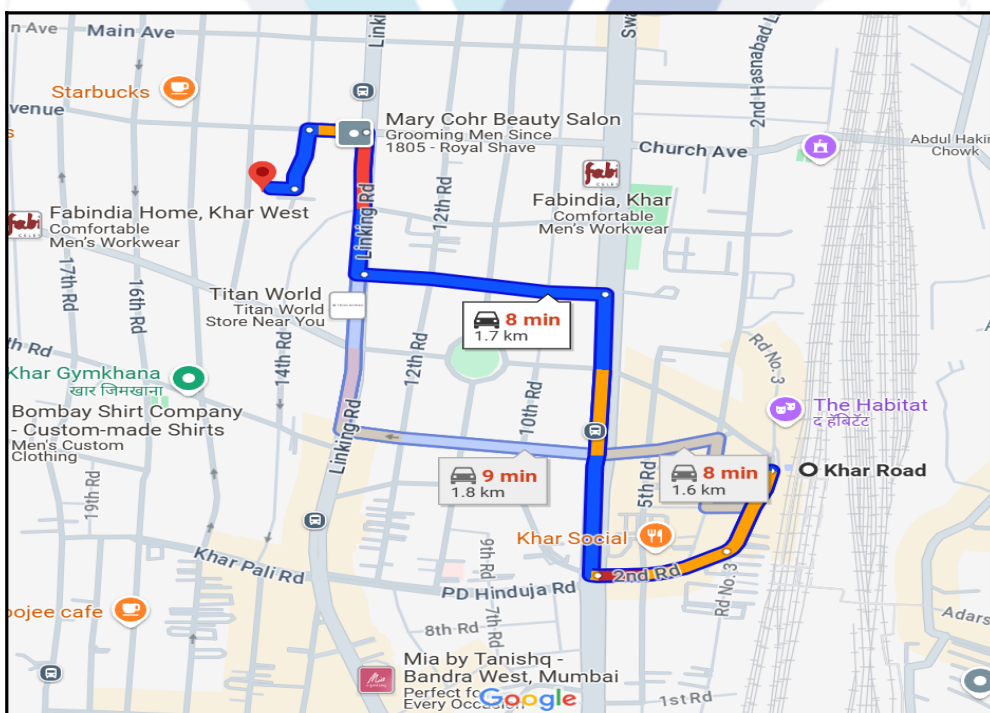 n Ave
Main Ave
Linki
Swa
Starbucks
2nd Hasnabad L
venue
s
Mary Cohr Beauty Salon
Grooming Men Since
1805 - Royal Shave
Church Ave
Abdul Hakim
Chowk
fabi
Fabindia, Khar
Comfortable
Men's Workwear
12th Rd
Linking Rd
Fabindia Home, Khar West
Comfortable
Men's Workwear
fabi
17th Rd
16th Rd
Titan World
Titan World
Store Near You
8 min
1.7 km
14th Rd
12th Rd
10th Rd
Rd No. 3
th Rd
Khar Gymkhana
खार जिमखाना
The Habitat
द हॅबिटॅट
Bombay Shirt Company
- Custom-made Shirts
Men's Custom
Clothing
Linking Rd
9 min
1.8 km
8 min
1.6 km
Khar Road
19th Rd
5th Rd
Khar Social
9th Rd
Khar Pali Rd
PD Hinduja Rd
2nd Rd
Rd No. 3
7th Rd
oojee cafe
8th Rd
Adars
Mia by Tanishq -
Bandra West, Mumbai
Perfect fo
Every Occasion
Mia
Google
1st Rd